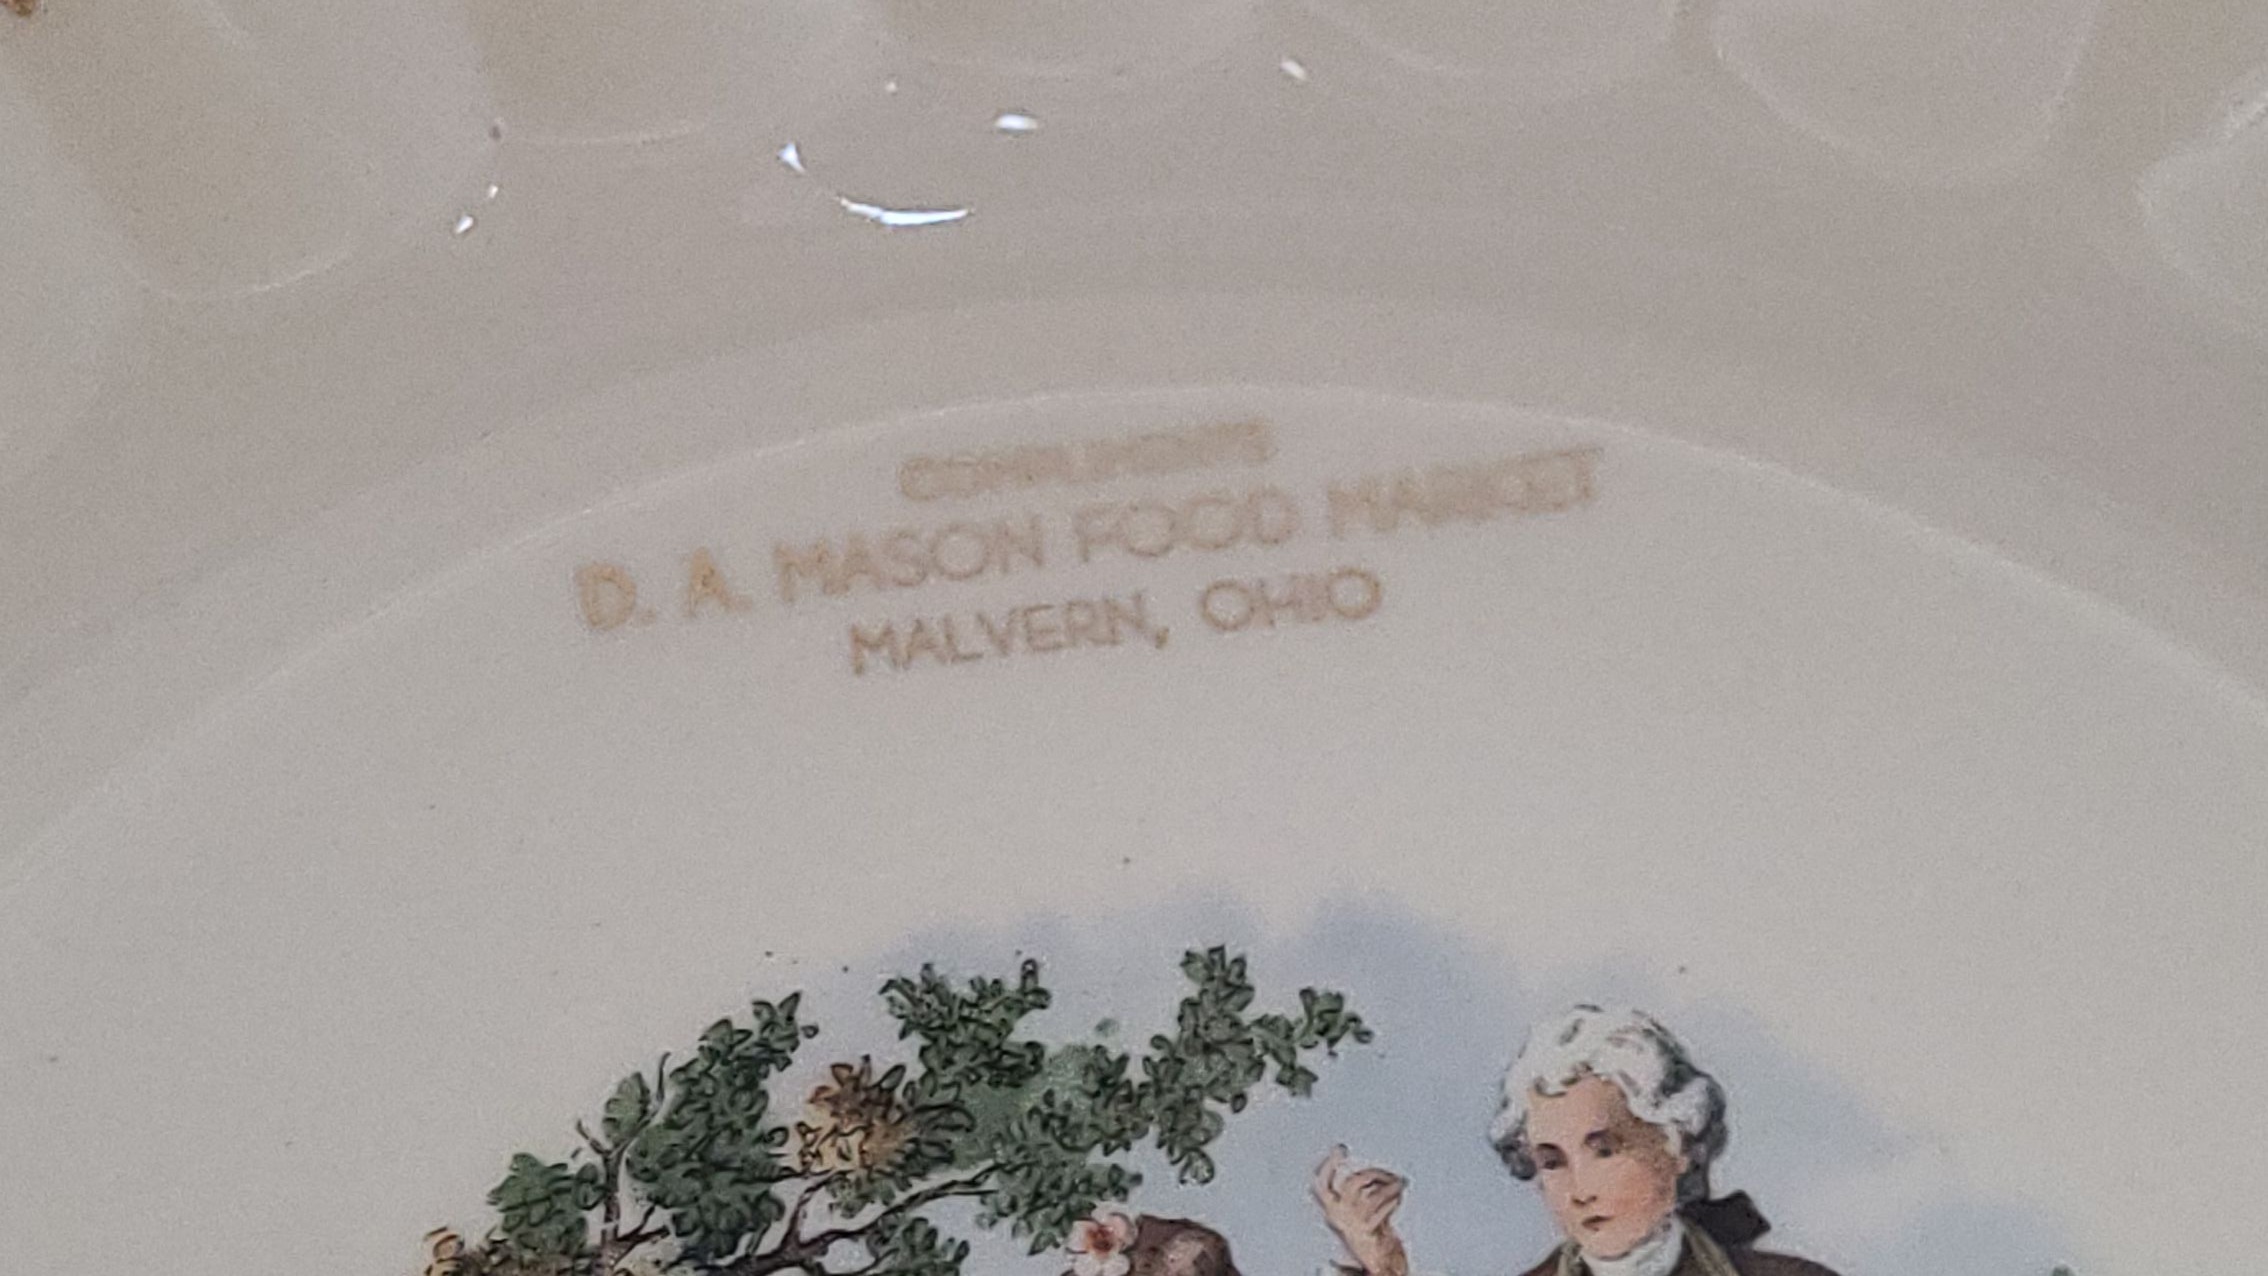 COMPLIMENTS
D. A. MASON FOOD MARKET
MALVERN, OHIO